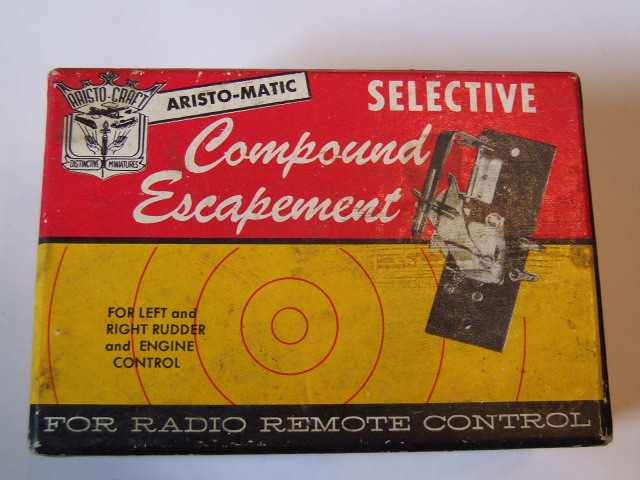 ARISTO-CRAFT
DISTINCTIVE MINIATURES
ARISTO-MATIC
SELECTIVE
Compound
Escapement
FOR LEFT and
RIGHT RUDDER
and ENGINE
CONTROL
FOR RADIO REMOTE CONTROL